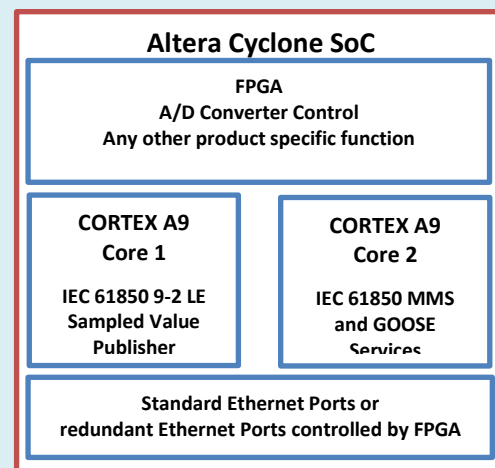 Altera Cyclone SoC
FPGA
A/D Converter Control
Any other product specific function
CORTEX A9
Core 1
IEC 61850 9-2 LE
Sampled Value
Publisher
CORTEX A9
Core 2
IEC 61850 MMS
and GOOSE
Services
Standard Ethernet Ports or
redundant Ethernet Ports controlled by FPGA